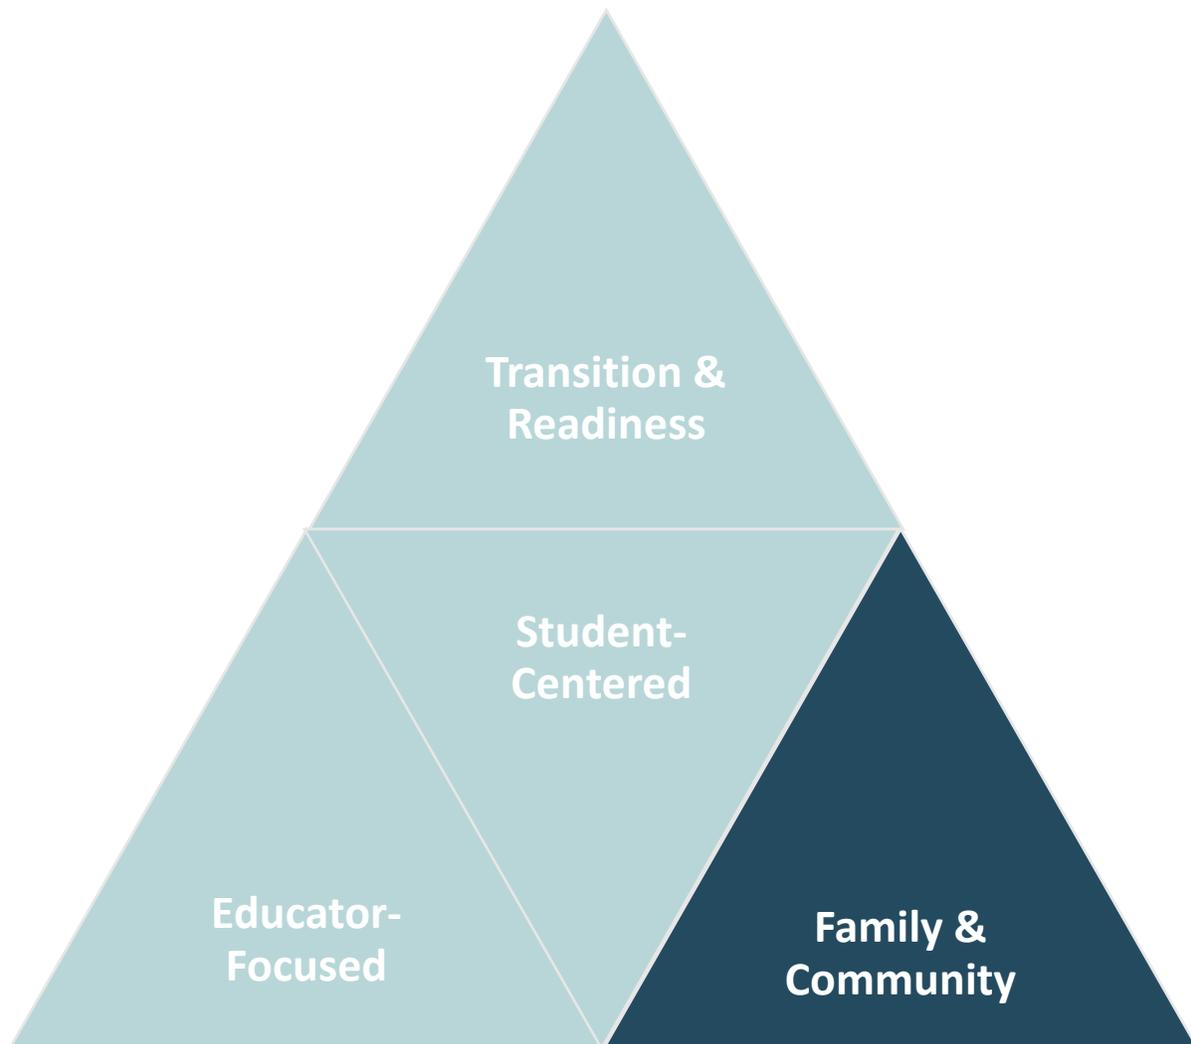 Transition &
Readiness
Student-
Centered
Educator-
Focused
Family &
Community